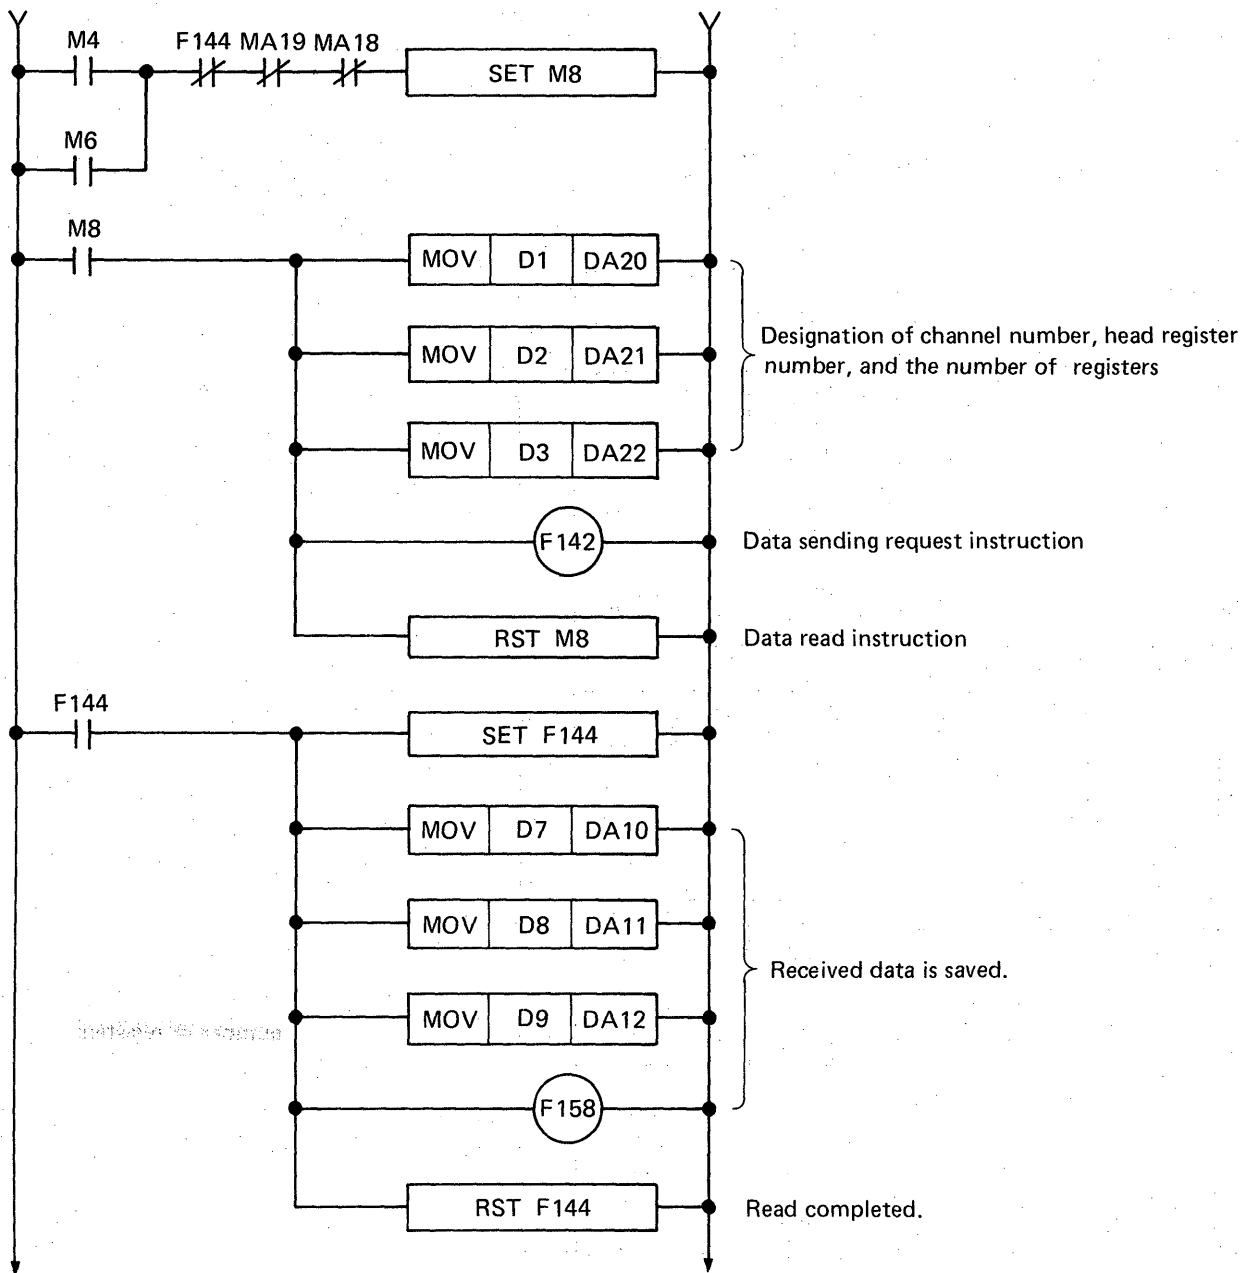 M4
F144 MA19 MA18
SET M8
M6
M8
MOV D1 DA20
Designation of channel number, head register
number, and the number of registers
MOV D2 DA21
MOV D3 DA22
F142
Data sending request instruction
RST M8
Data read instruction
F144
SET F144
MOV D7 DA10
MOV D8 DA11
Received data is saved.
MOV D9 DA12
F158
RST F144
Read completed.